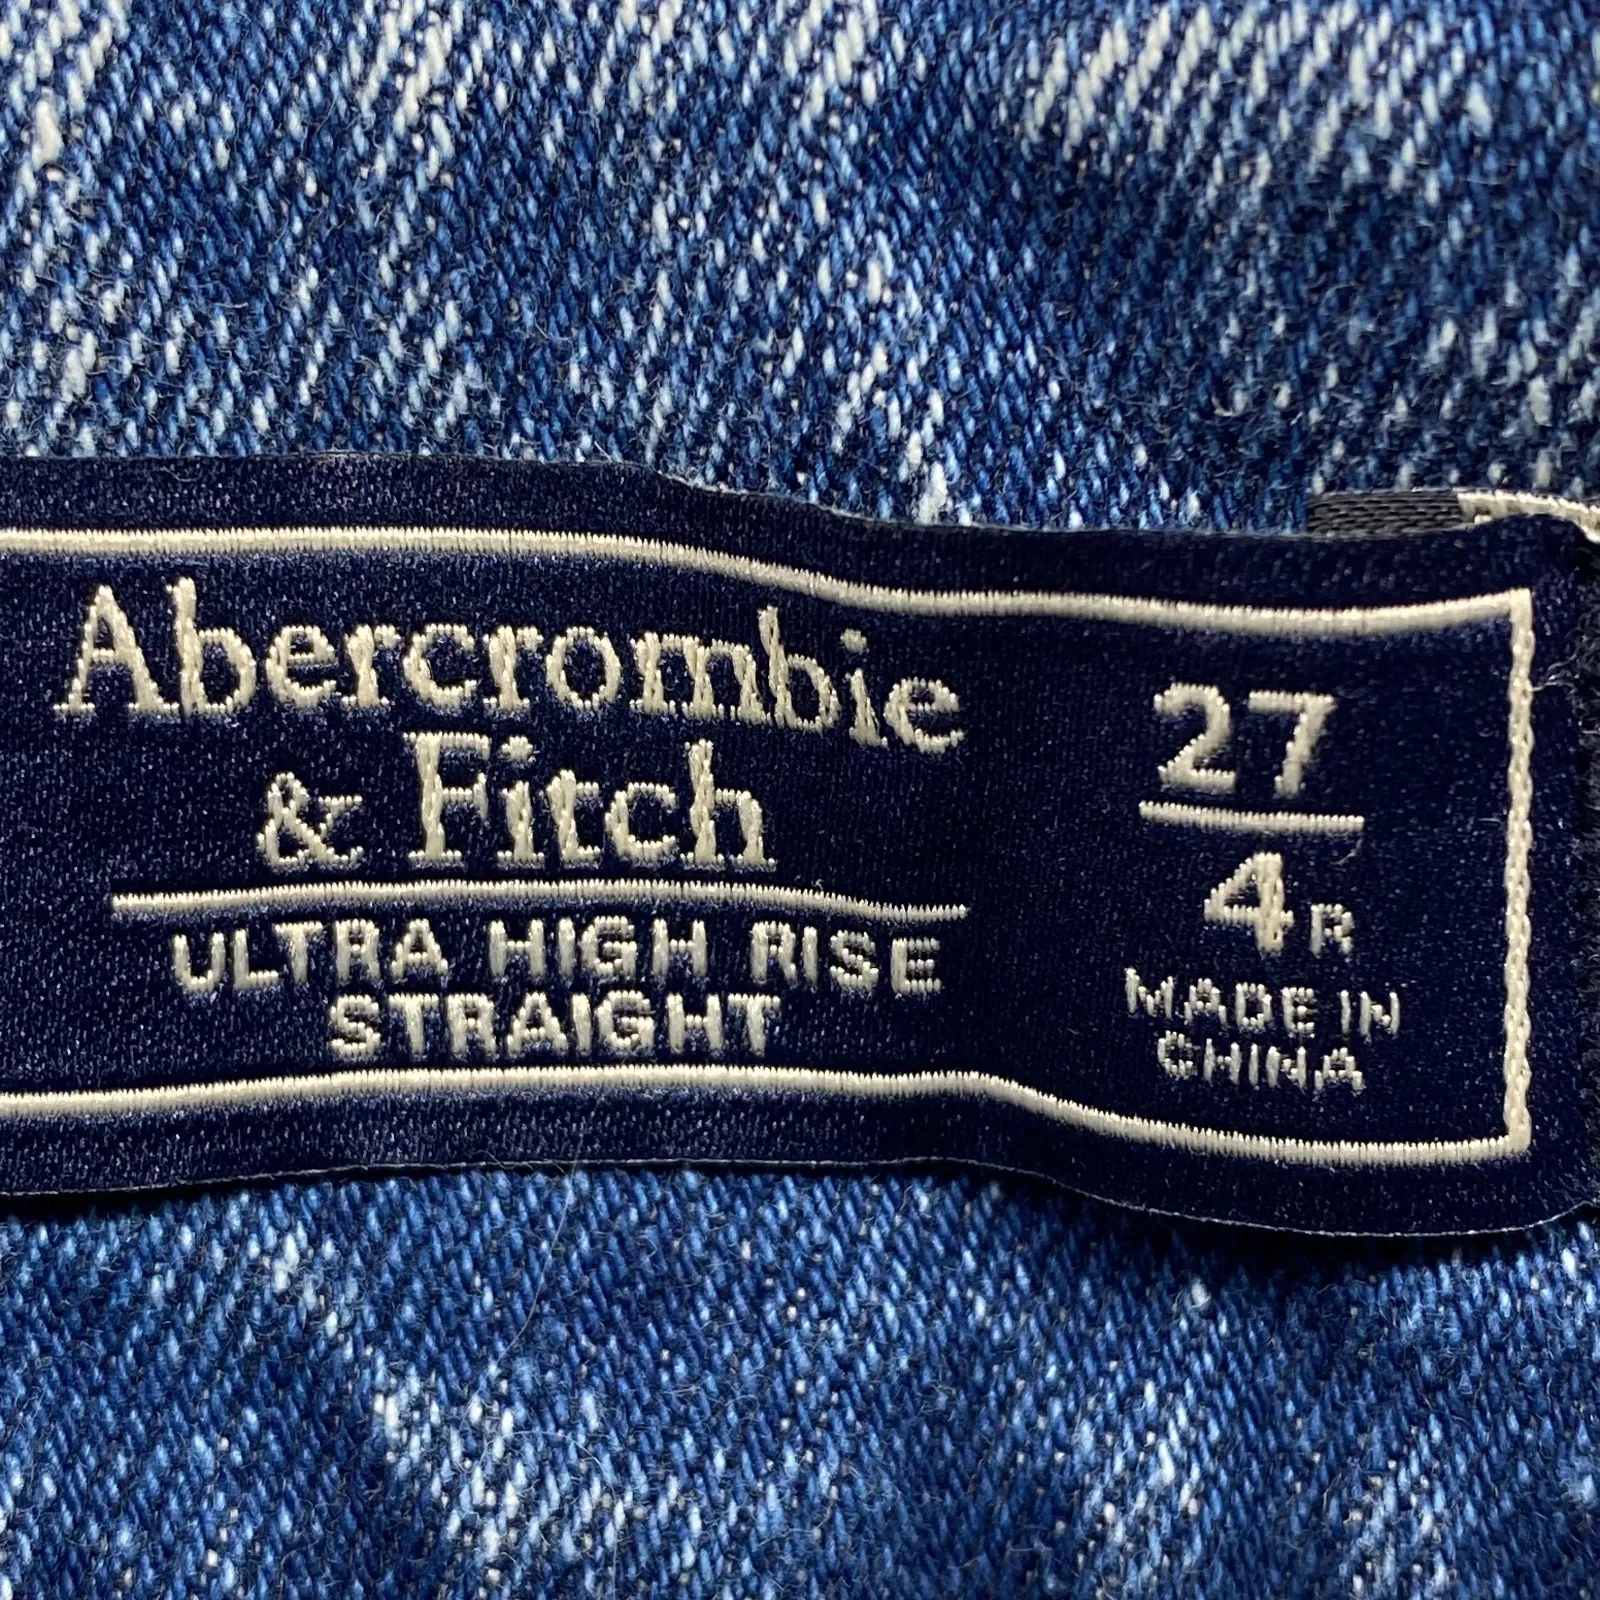 Abercrombie
& Fitch
ULTRA HIGH RISE
STRAIGHT
27
4R
MADE IN
CHINA